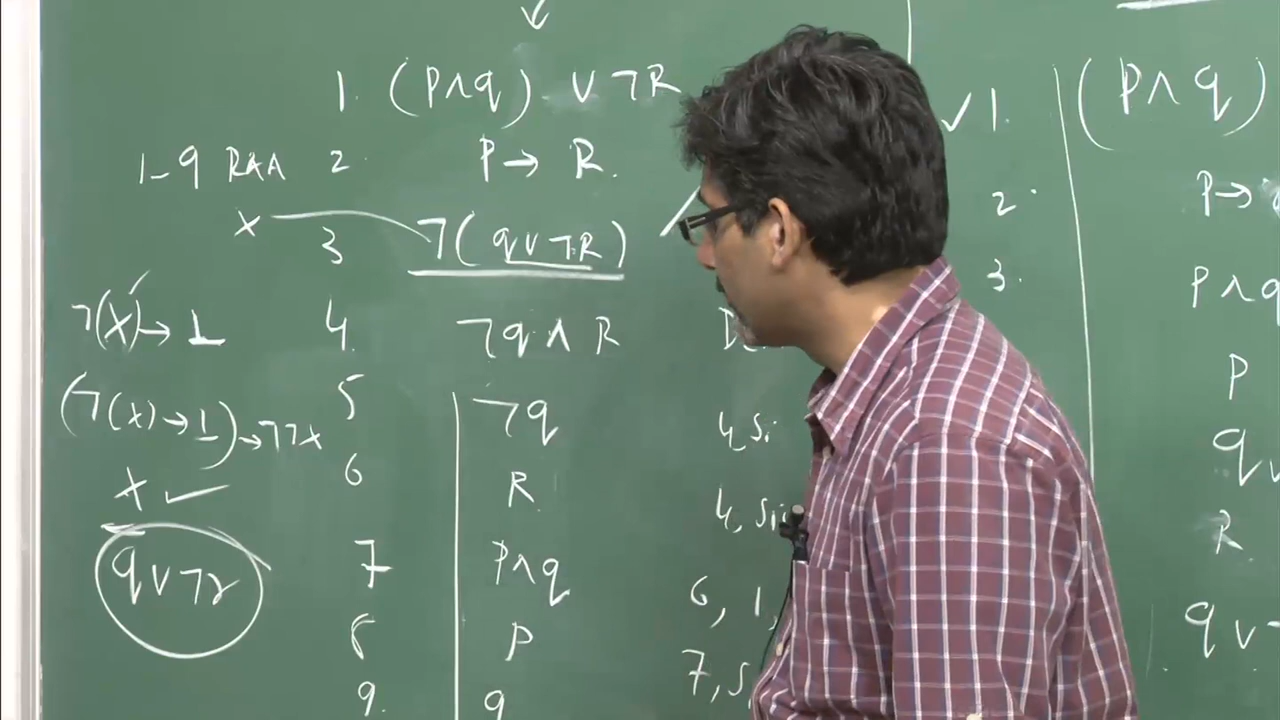 1. (P∧q) ∨ ¬R
1-9 RAA 2. P→ R.
x 3 ¬(q∨¬R)
¬(x)→⊥ 4. ¬q ∧ R
(¬(x)→⊥)→¬¬x 5 ¬q 4, Si
x ✓ 6 R 4, Si
q∨¬r 7 P∧q 6, 1,
8 P 7, S
9. q
✓ 1. (P∧q)
2. P→
3. P∧q
P
q
R
q∨¬